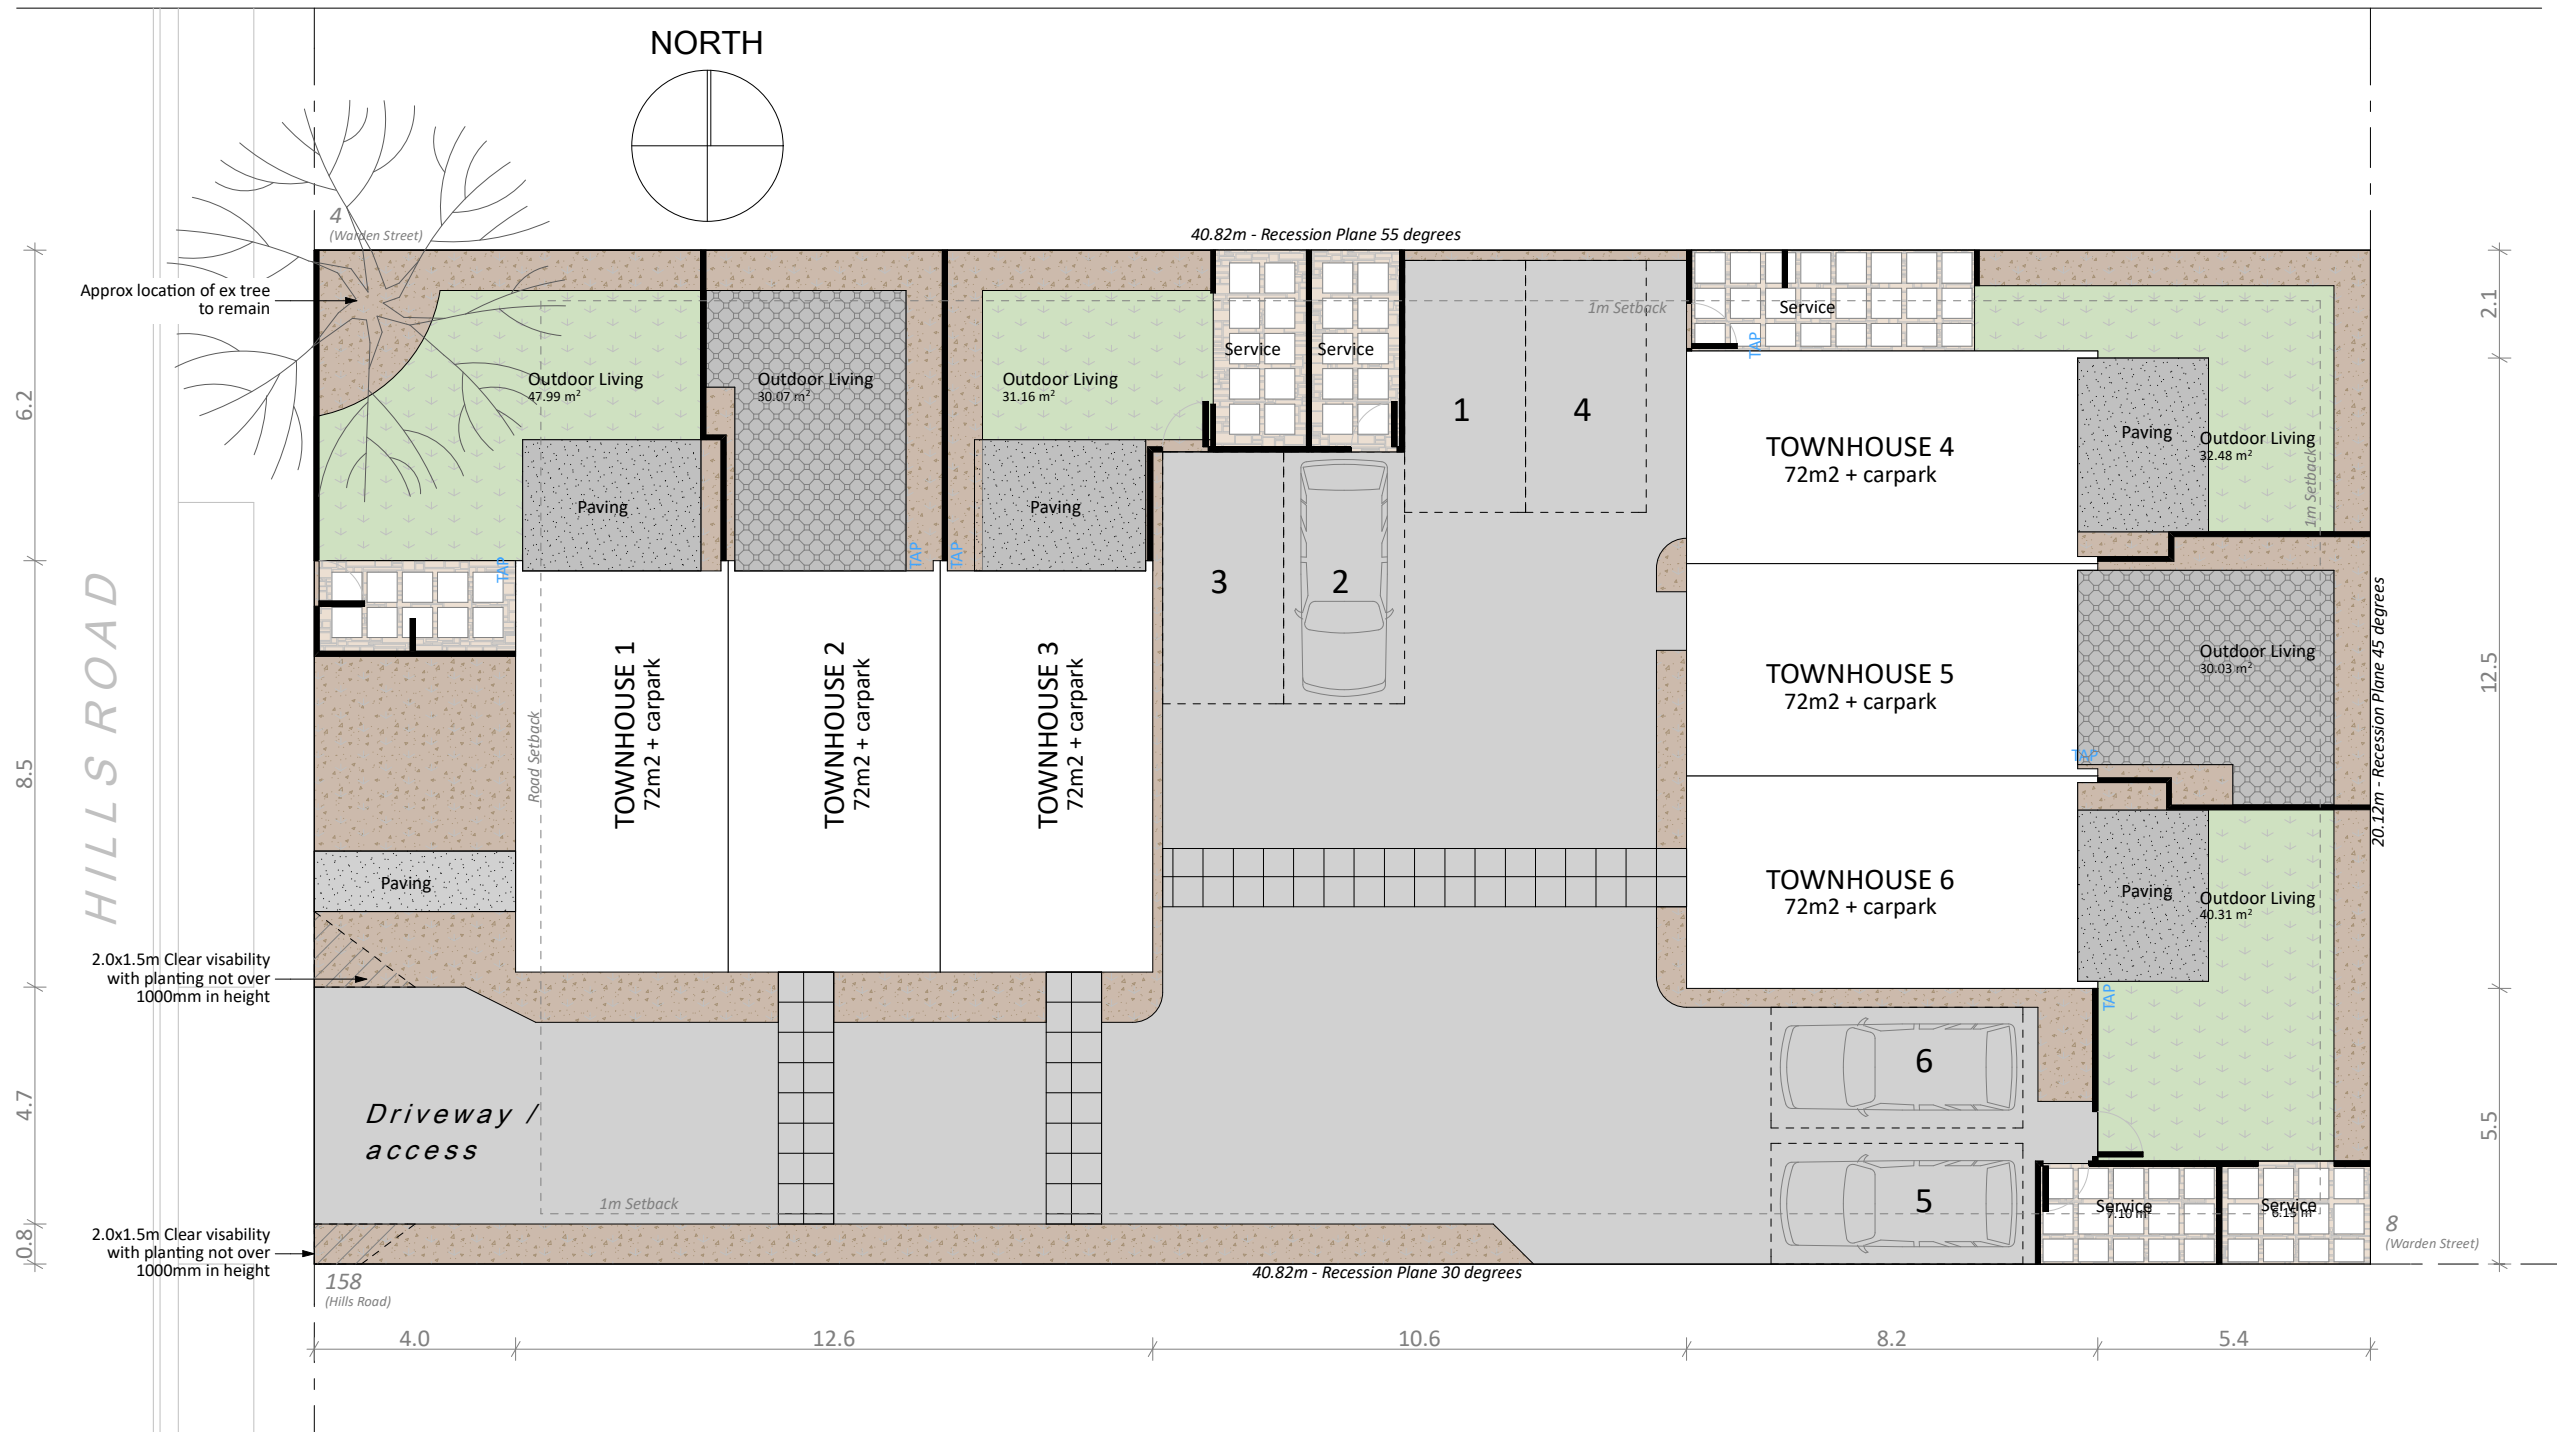 NORTH
4
(Warden Street)
40.82m - Recession Plane 55 degrees
Approx location of ex tree
to remain
1m Setback
Service
2.1
TAP
Service
Service
6.2
Outdoor Living
47.99 m²
Outdoor Living
30.07 m²
Outdoor Living
31.16 m²
1
4
TOWNHOUSE 4
72m2 + carpark
Paving
Outdoor Living
32.48 m²
1m Setback
Paving
Paving
TAP
TAP
TAP
3
2
HILLS ROAD
8.5
Road Setback
TOWNHOUSE 1
72m2 + carpark
TOWNHOUSE 2
72m2 + carpark
TOWNHOUSE 3
72m2 + carpark
TOWNHOUSE 5
72m2 + carpark
Outdoor Living
30.03 m²
TAP
20.12m - Recession Plane 45 degrees
12.5
Paving
TOWNHOUSE 6
72m2 + carpark
Paving
Outdoor Living
40.31 m²
TAP
2.0x1.5m Clear visability
with planting not over
1000mm in height
4.7
Driveway /
access
6
5.5
1m Setback
5
Service
7.10 m²
Service
6.15 m²
0.8
2.0x1.5m Clear visability
with planting not over
1000mm in height
8
(Warden Street)
158
(Hills Road)
40.82m - Recession Plane 30 degrees
4.0
12.6
10.6
8.2
5.4